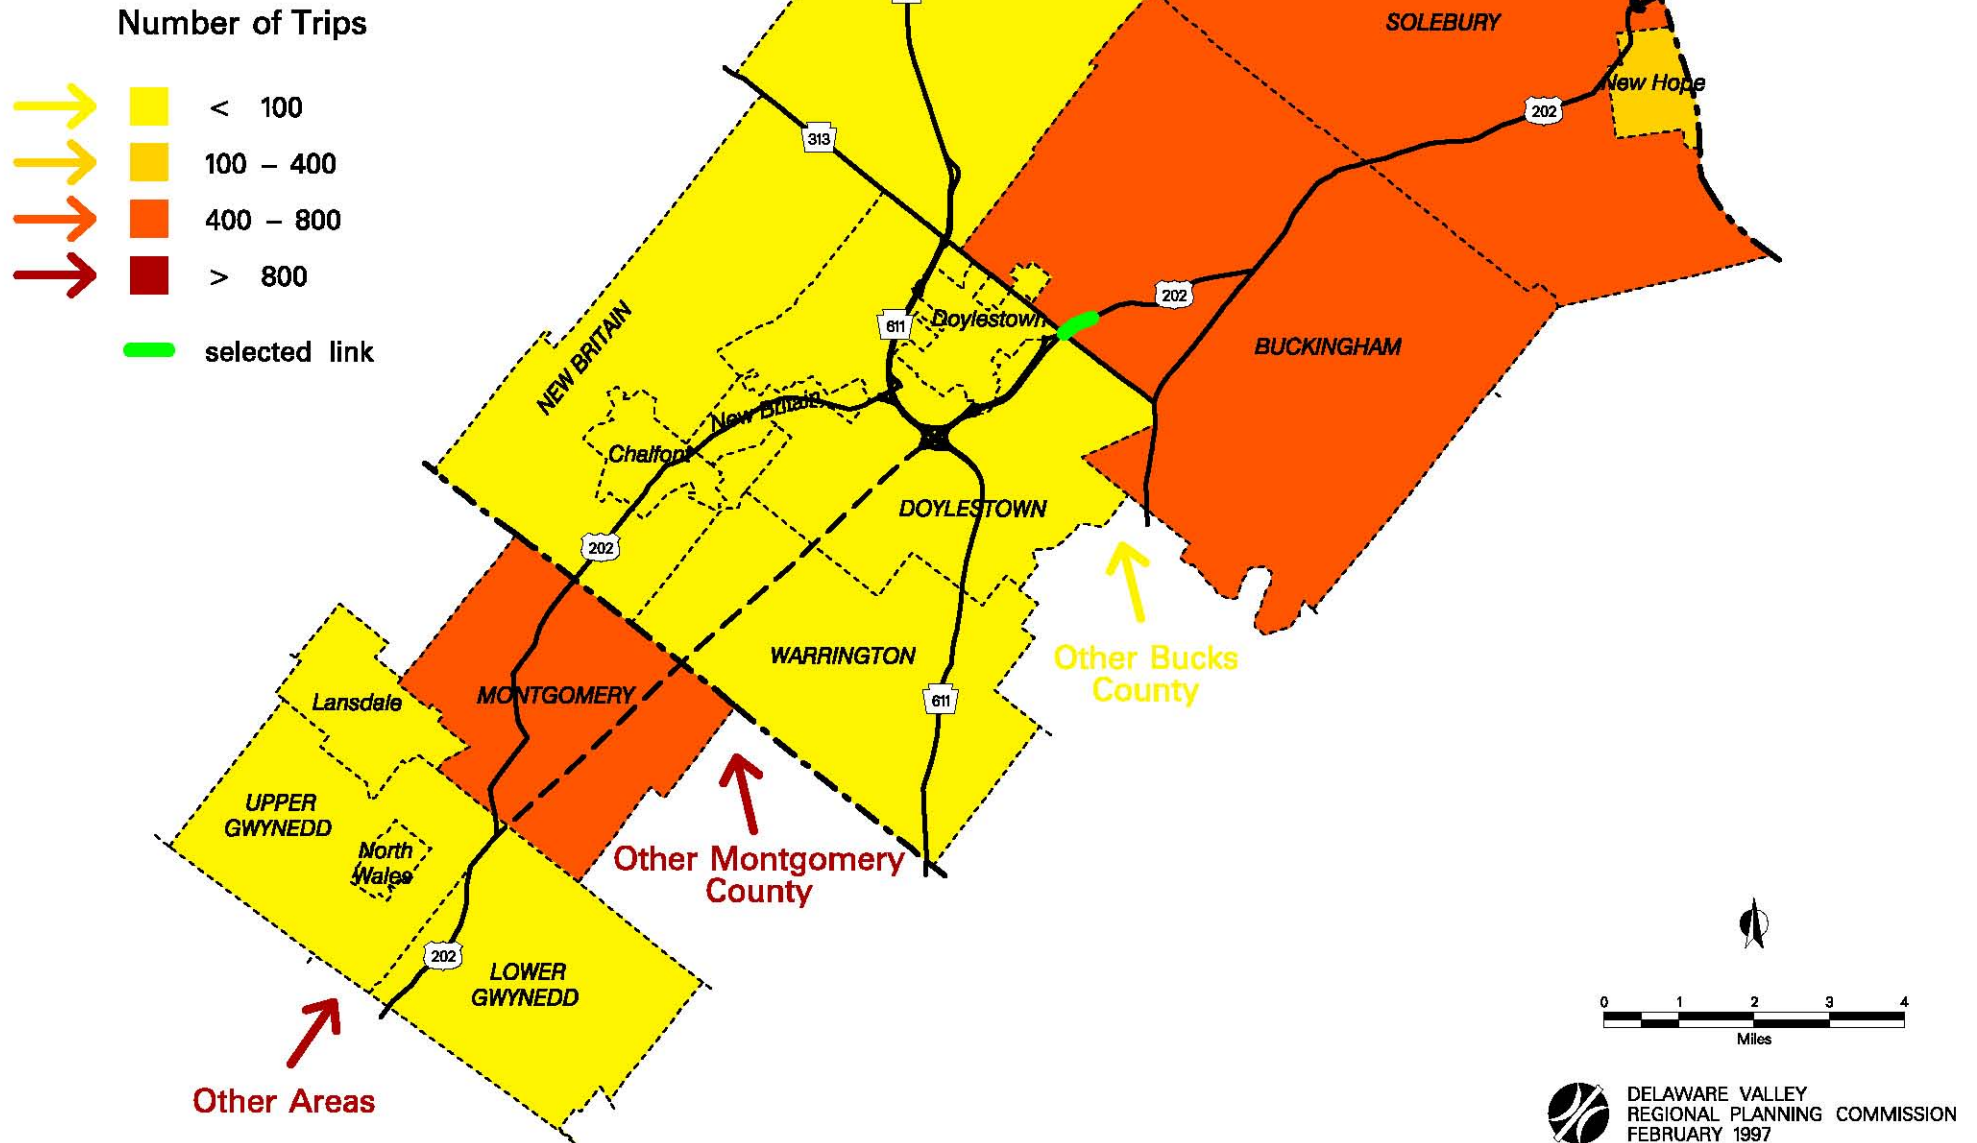 Number of Trips
< 100
100 – 400
400 – 800
> 800
selected link
SOLEBURY
New Hope
202
313
202
BUCKINGHAM
611
Doylestown
NEW BRITAIN
New Britain
Chalfont
DOYLESTOWN
202
WARRINGTON
Other Bucks
County
611
Lansdale
MONTGOMERY
UPPER
GWYNEDD
North
Wales
Other Montgomery
County
202
LOWER
GWYNEDD
Other Areas
0 1 2 3 4
Miles
DELAWARE VALLEY
REGIONAL PLANNING COMMISSION
FEBRUARY 1997